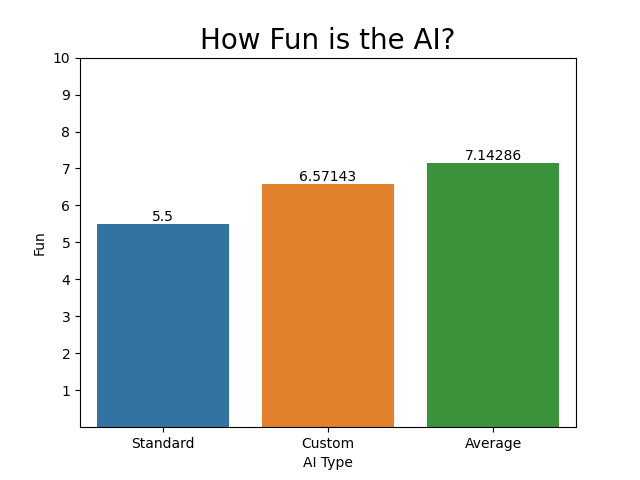 How Fun is the AI?
10
9
8
7
6
5
4
3
2
1
Fun
5.5
6.57143
7.14286
Standard
Custom
Average
AI Type